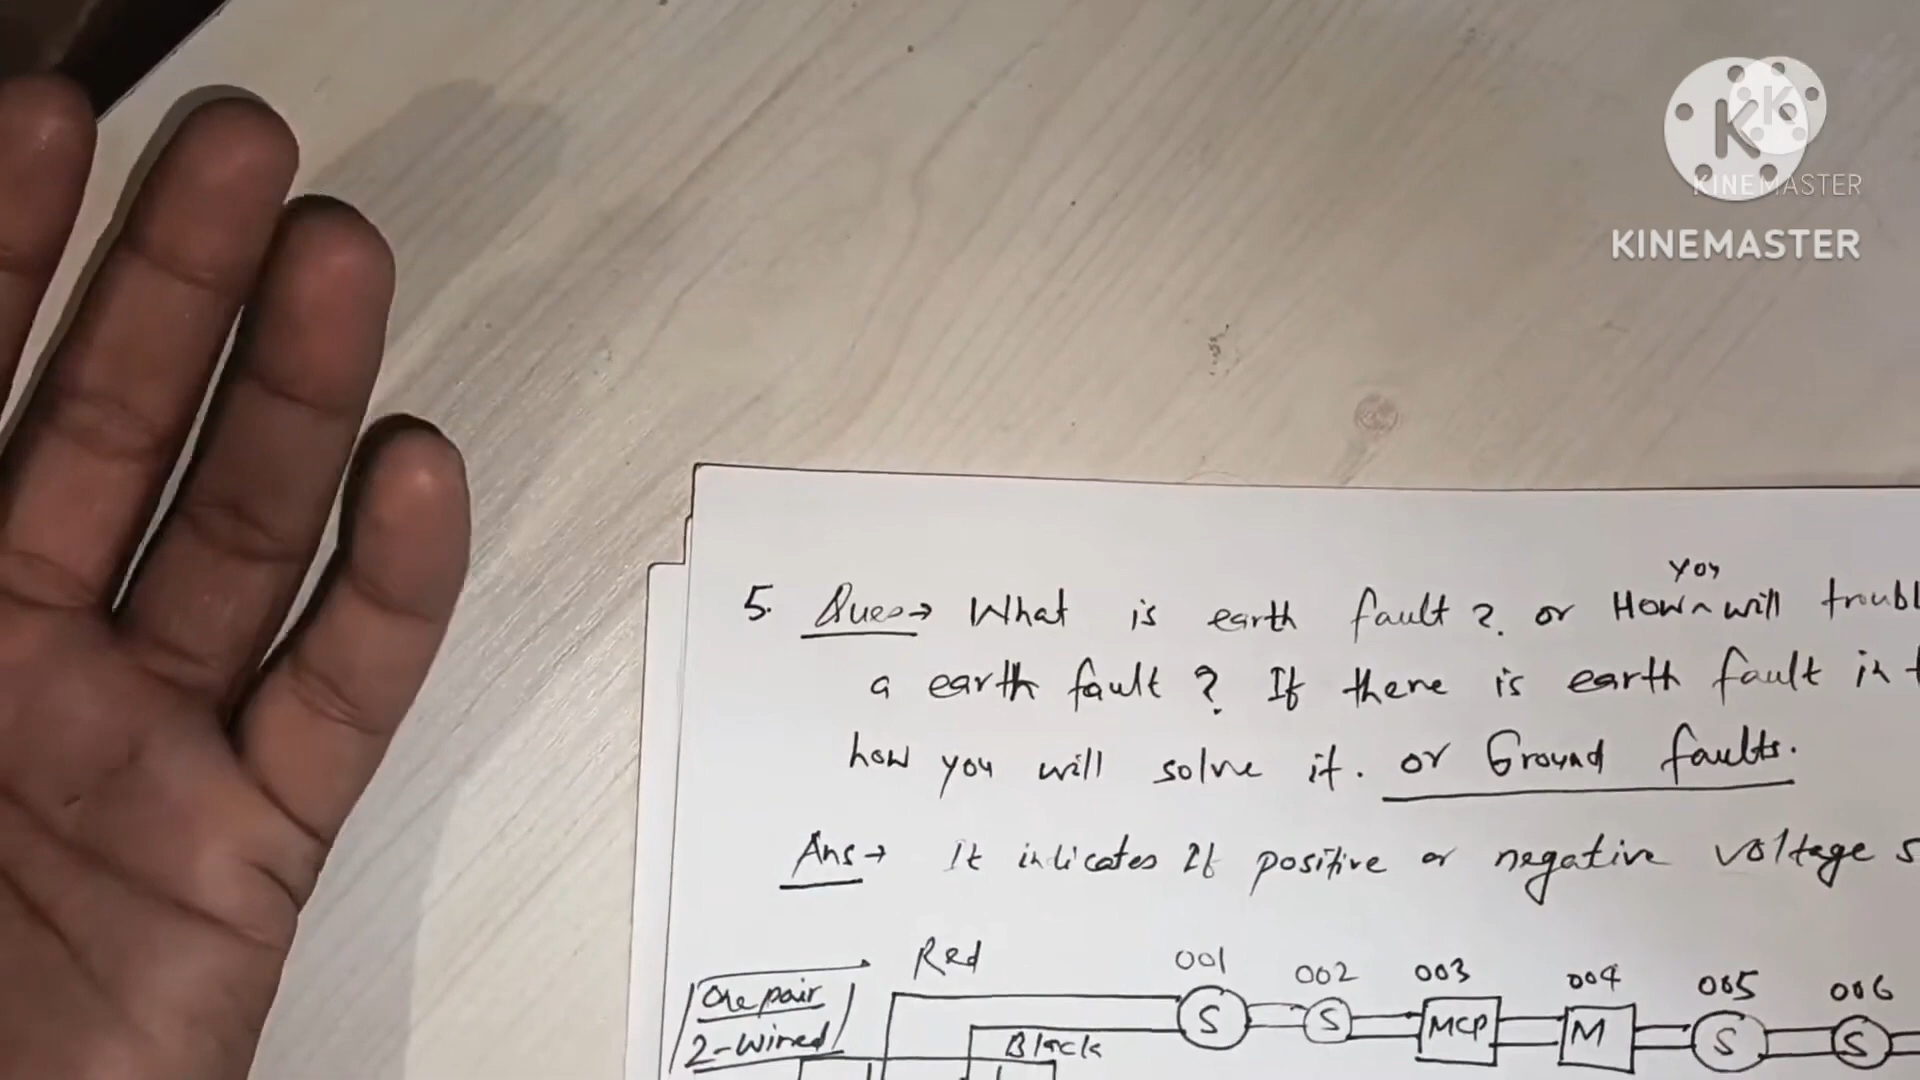 KINEMASTER
KINEMASTER
you
5. Ques→ What is earth fault? or How^will troubl
a earth fault? If there is earth fault in t
how you will solve it. or Ground faults.
Ans→ It indicates If positive or negative voltage s
Red 001 002 003 004 005 006
One pair
2-wired
S S MCP M S S
Black